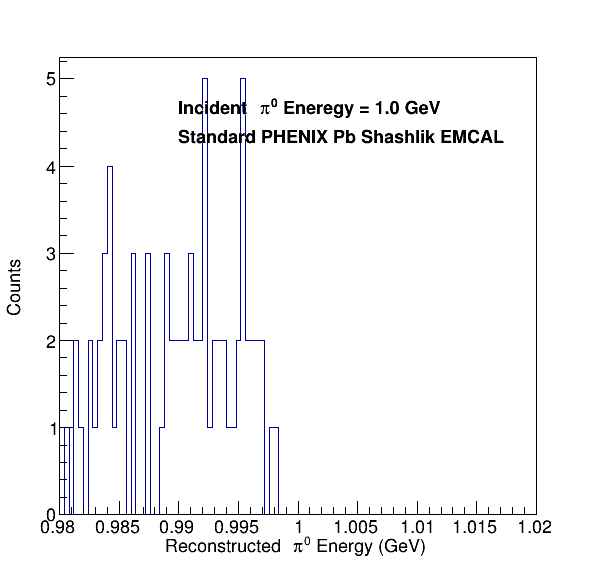 5
Incident π⁰ Eneregy = 1.0 GeV
Standard PHENIX Pb Shashlik EMCAL
4
3
Counts
2
1
0
0.98 0.985 0.99 0.995 1 1.005 1.01 1.015 1.02
Reconstructed π⁰ Energy (GeV)